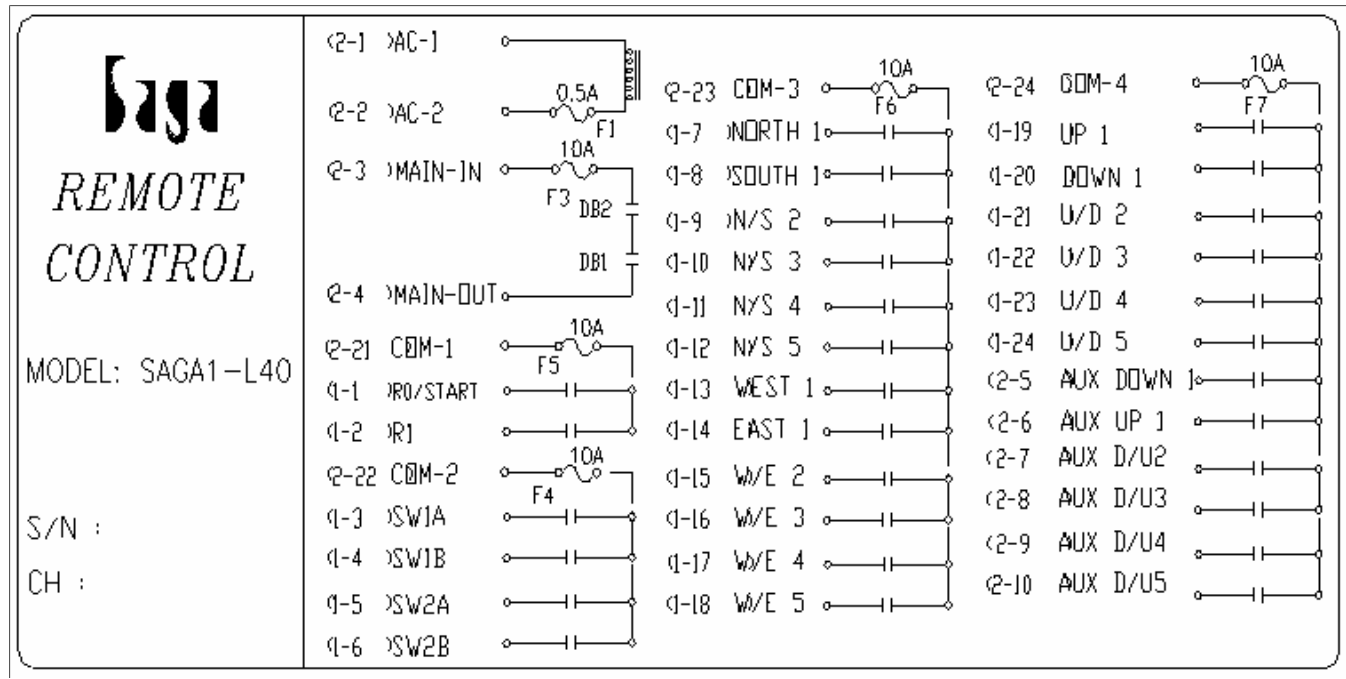 Saga
REMOTE
CONTROL
MODEL: SAGA1-L40
S/N :
CH :
(2-1 )AC-1
(2-2 )AC-2
0.5A
F1
(2-3 )MAIN-IN
10A
F3
DB2
DB1
(2-4 )MAIN-OUT
(2-21 COM-1
10A
F5
(1-1 )R0/START
(1-2 )R1
(2-22 COM-2
10A
F4
(1-3 )SW1A
(1-4 )SW1B
(1-5 )SW2A
(1-6 )SW2B
(2-23 COM-3
10A
F6
(1-7 )NORTH 1
(1-8 )SOUTH 1
(1-9 )N/S 2
(1-10 N/S 3
(1-11 N/S 4
(1-12 N/S 5
(1-13 WEST 1
(1-14 EAST 1
(1-15 W/E 2
(1-16 W/E 3
(1-17 W/E 4
(1-18 W/E 5
(2-24 COM-4
10A
F7
(1-19 UP 1
(1-20 DOWN 1
(1-21 U/D 2
(1-22 U/D 3
(1-23 U/D 4
(1-24 U/D 5
(2-5 AUX DOWN 1
(2-6 AUX UP 1
(2-7 AUX D/U2
(2-8 AUX D/U3
(2-9 AUX D/U4
(2-10 AUX D/U5